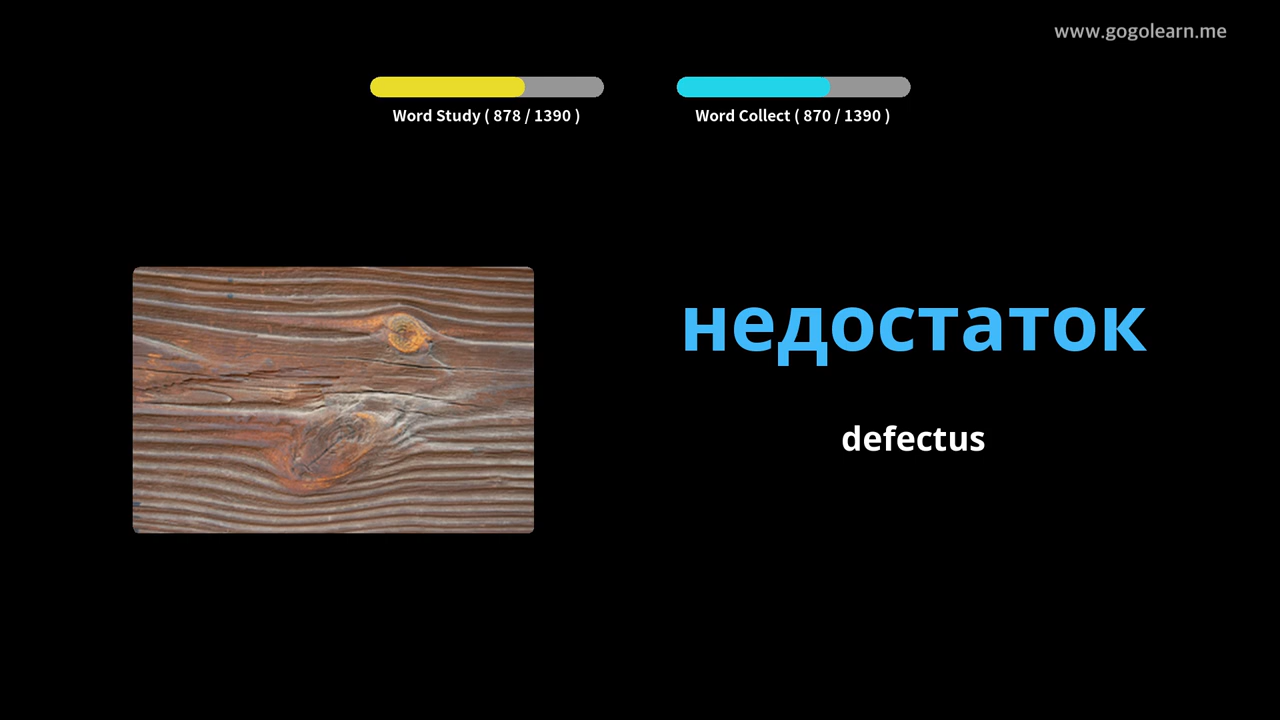 www.gogolearn.me
Word Study ( 878 / 1390 )
Word Collect ( 870 / 1390 )
недостаток
defectus